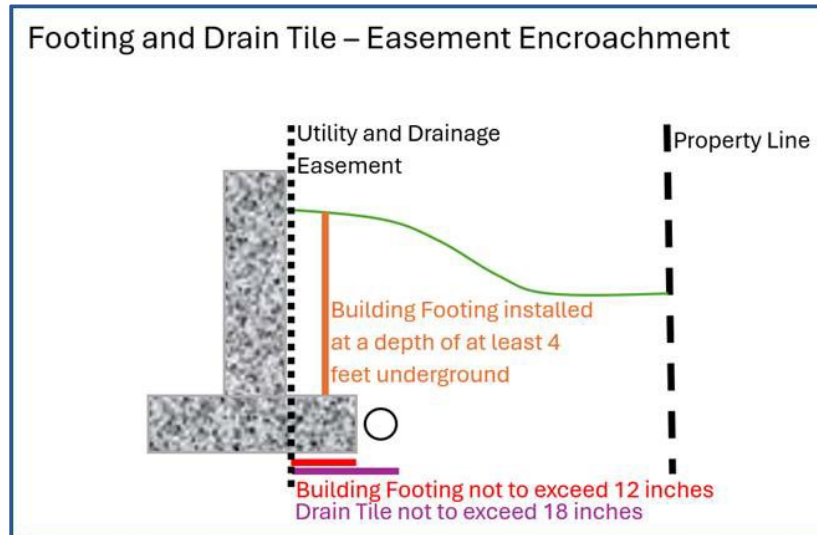 Footing and Drain Tile – Easement Encroachment
Utility and Drainage
Easement
Property Line
Building Footing installed
at a depth of at least 4
feet underground
Building Footing not to exceed 12 inches
Drain Tile not to exceed 18 inches